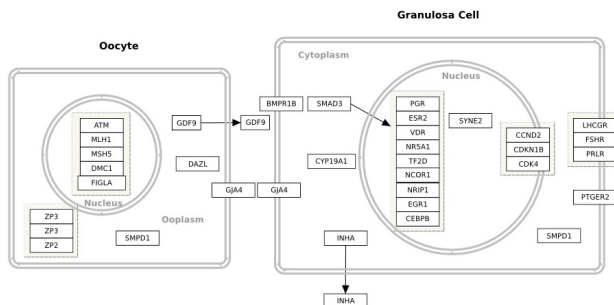 Granulosa Cell
Oocyte
Cytoplasm
Nucleus
GDF9
GDF9
BMPR1B
SMAD3
ATM
MLH1
MSH5
DMC1
FIGLA
Nucleus
DAZL
GJA4
GJA4
CYP19A1
PGR
ESR2
VDR
NR5A1
TF2D
NCOR1
NRIP1
EGR1
CEBPB
SYNE2
CCND2
CDKN1B
CDK4
LHCGR
FSHR
PRLR
PTGER2
Ooplasm
ZP3
ZP3
ZP2
SMPD1
INHA
SMPD1
INHA